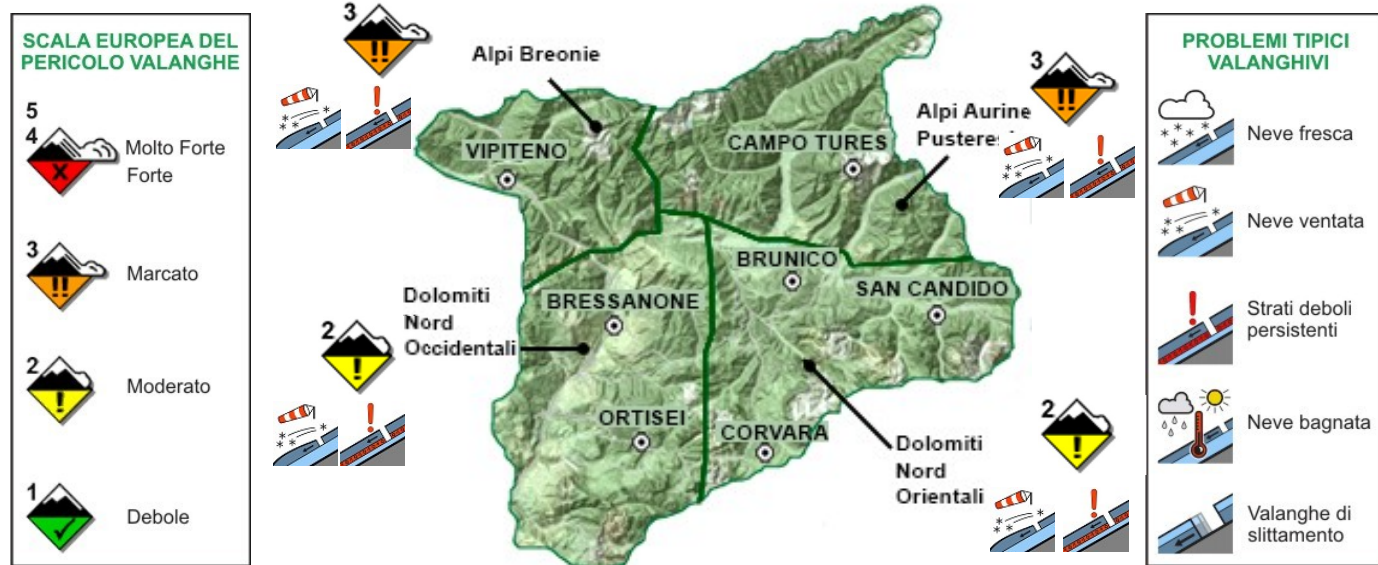 SCALA EUROPEA DEL
PERICOLO VALANGHE
5
4
Molto Forte
Forte
3
Marcato
2
Moderato
1
Debole
3
Alpi Breonie
VIPITENO
CAMPO TURES
Alpi Aurine
3
BRUNICO
SAN CANDIDO
BRESSANONE
Dolomiti
Nord
Occidentali
2
ORTISEI
CORVARA
Dolomiti
Nord
Orientali
2
PROBLEMI TIPICI
VALANGHIVI
Neve fresca
Neve ventata
Strati deboli
persistenti
Neve bagnata
Valanghe di
slittamento